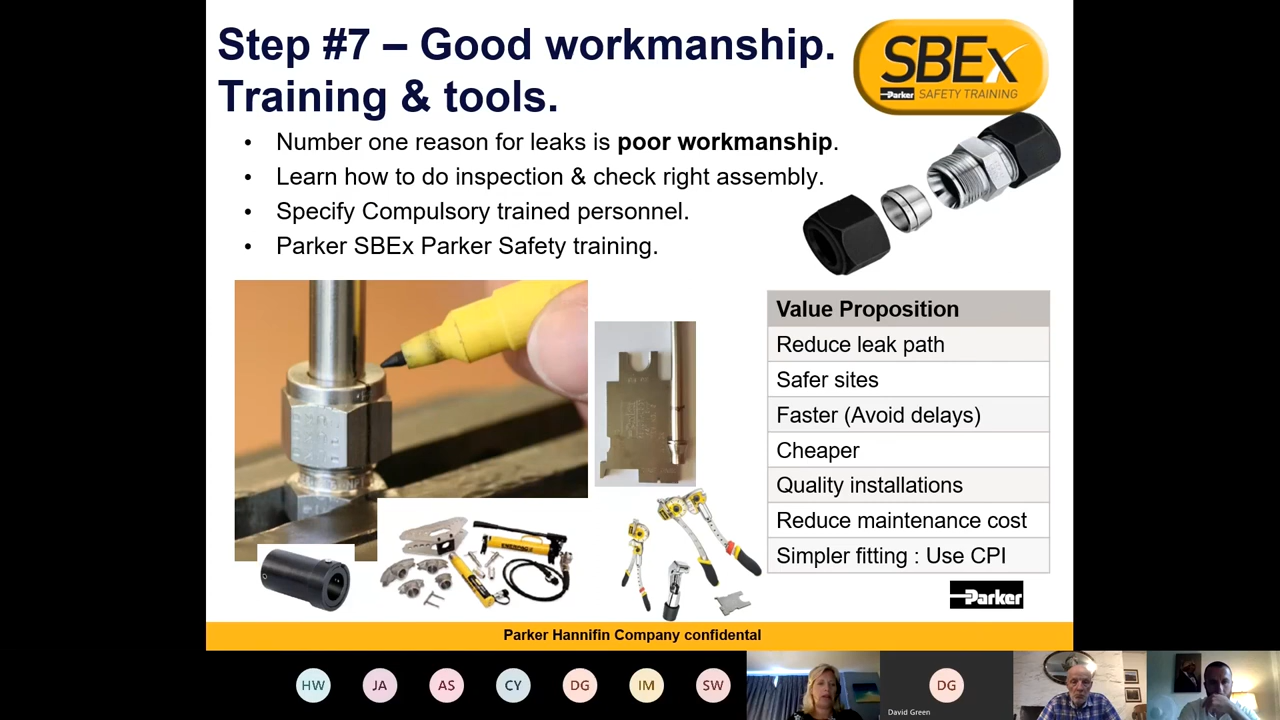 Step #7 – Good workmanship.
Training & tools.
SBEx
Parker SAFETY TRAINING
• Number one reason for leaks is poor workmanship.
• Learn how to do inspection & check right assembly.
• Specify Compulsory trained personnel.
• Parker SBEx Parker Safety training.
Value Proposition
Reduce leak path
Safer sites
Faster (Avoid delays)
Cheaper
Quality installations
Reduce maintenance cost
Simpler fitting : Use CPI
ENERPAC
Parker
Parker Hannifin Company confidental
HW
JA
AS
CY
DG
IM
SW
DG
David Green